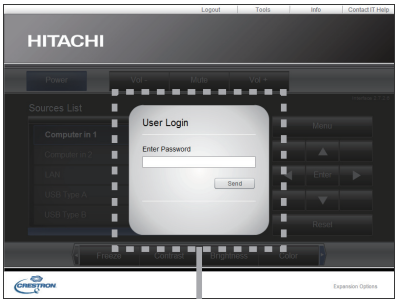 Logout Tools Info Contact IT Help
HITACHI
Power Vol - Mute Vol +
Sources List
Computer in 1
Menu
Computer in 2
LAN
Enter
USB Type A
USB Type B
Reset
User Login
Enter Password
Send
Freeze Contrast Brightness Color
CRESTRON
Expansion Options